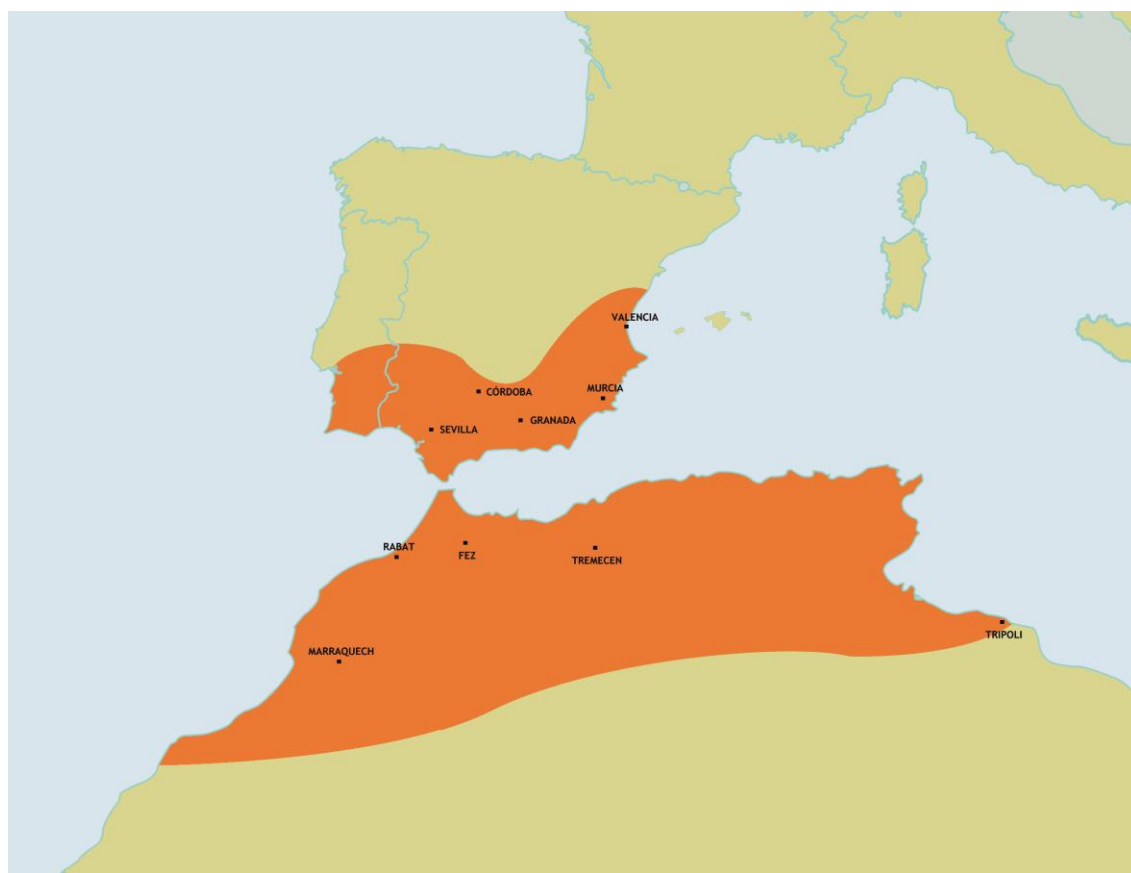 VALENCIA
CÓRDOBA
MURCIA
GRANADA
SEVILLA
RABAT
FEZ
TREMECEN
TRIPOLI
MARRAQUECH